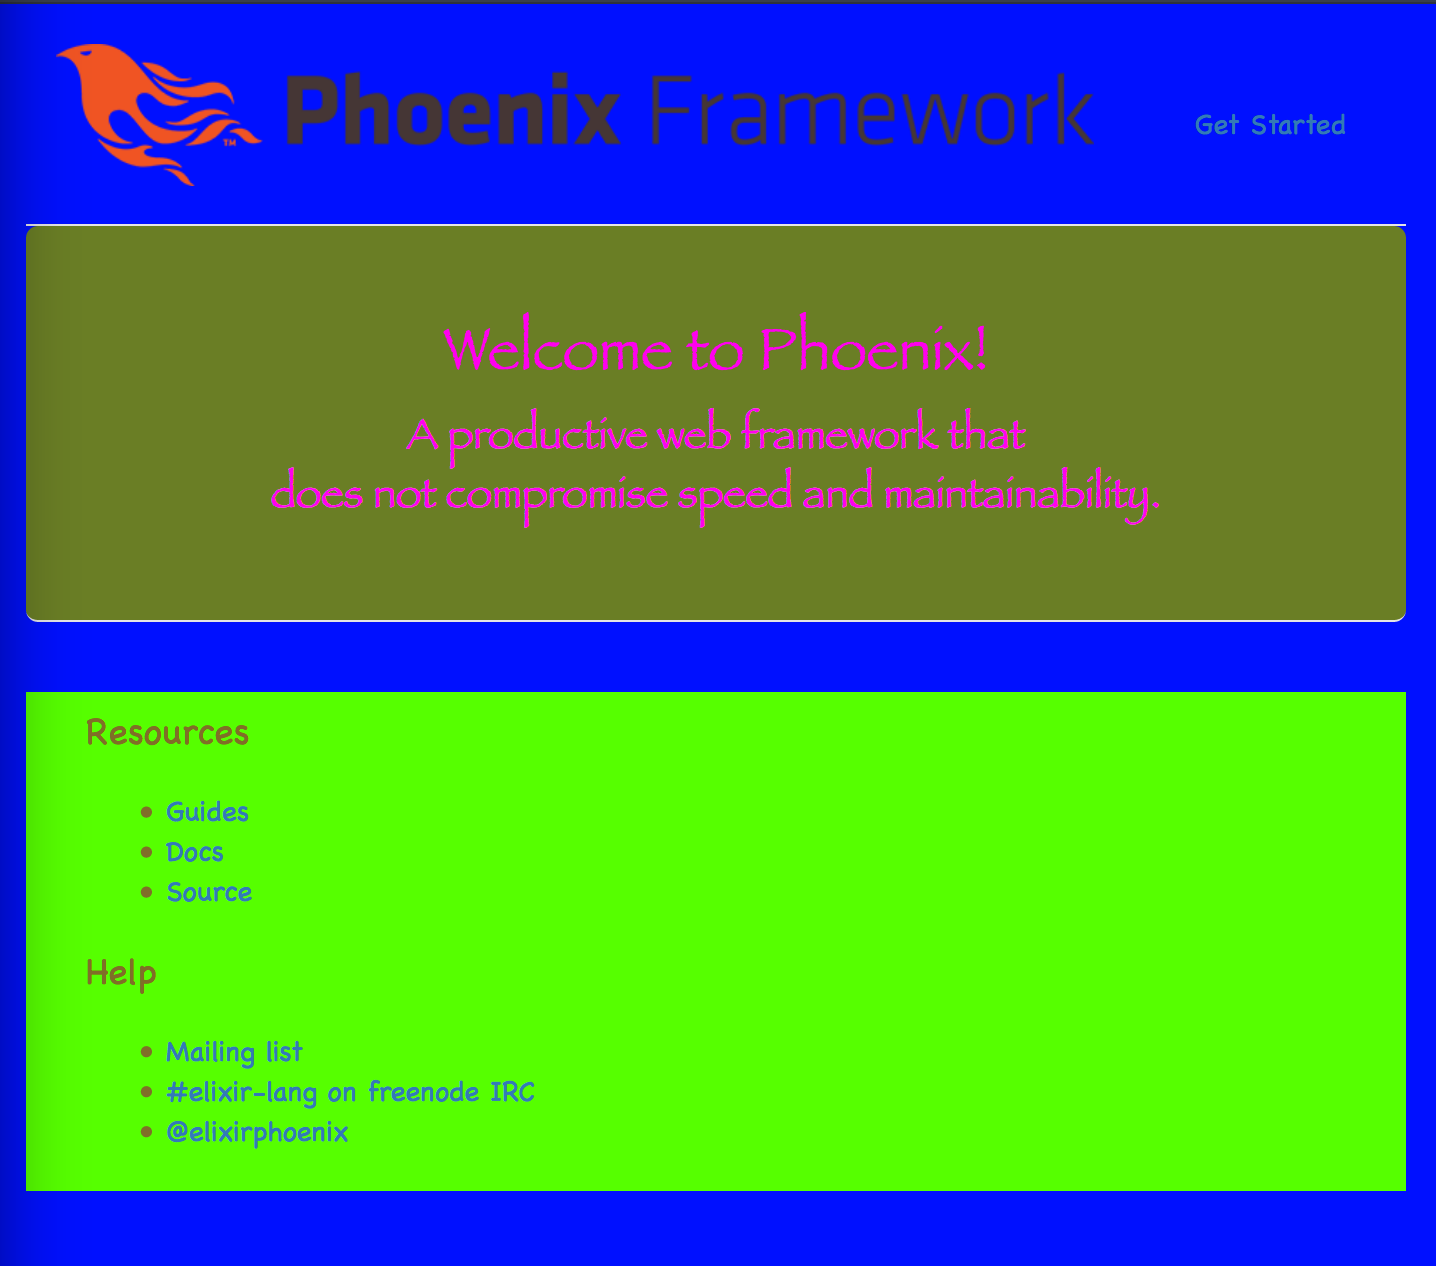 Phoenix Framework
TM
Get Started
Welcome to Phoenix!
A productive web framework that
does not compromise speed and maintainability.
Resources
Guides
Docs
Source
Help
Mailing list
#elixir-lang on freenode IRC
@elixirphoenix